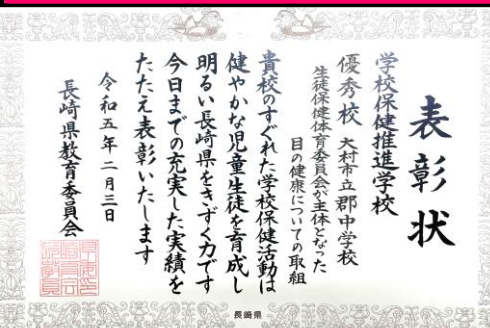 表彰状
学校保健推進学校
優秀校 大村市立郡中学校
生徒保健体育委員会が主体となった
目の健康についての取組
貴校のすぐれた学校保健活動は
健やかな児童生徒を育成し
明るい長崎県をきずく力です
今日までの充実した実績を
たたえ表彰いたします
令和五年二月三日
長崎県教育委員会
長崎県